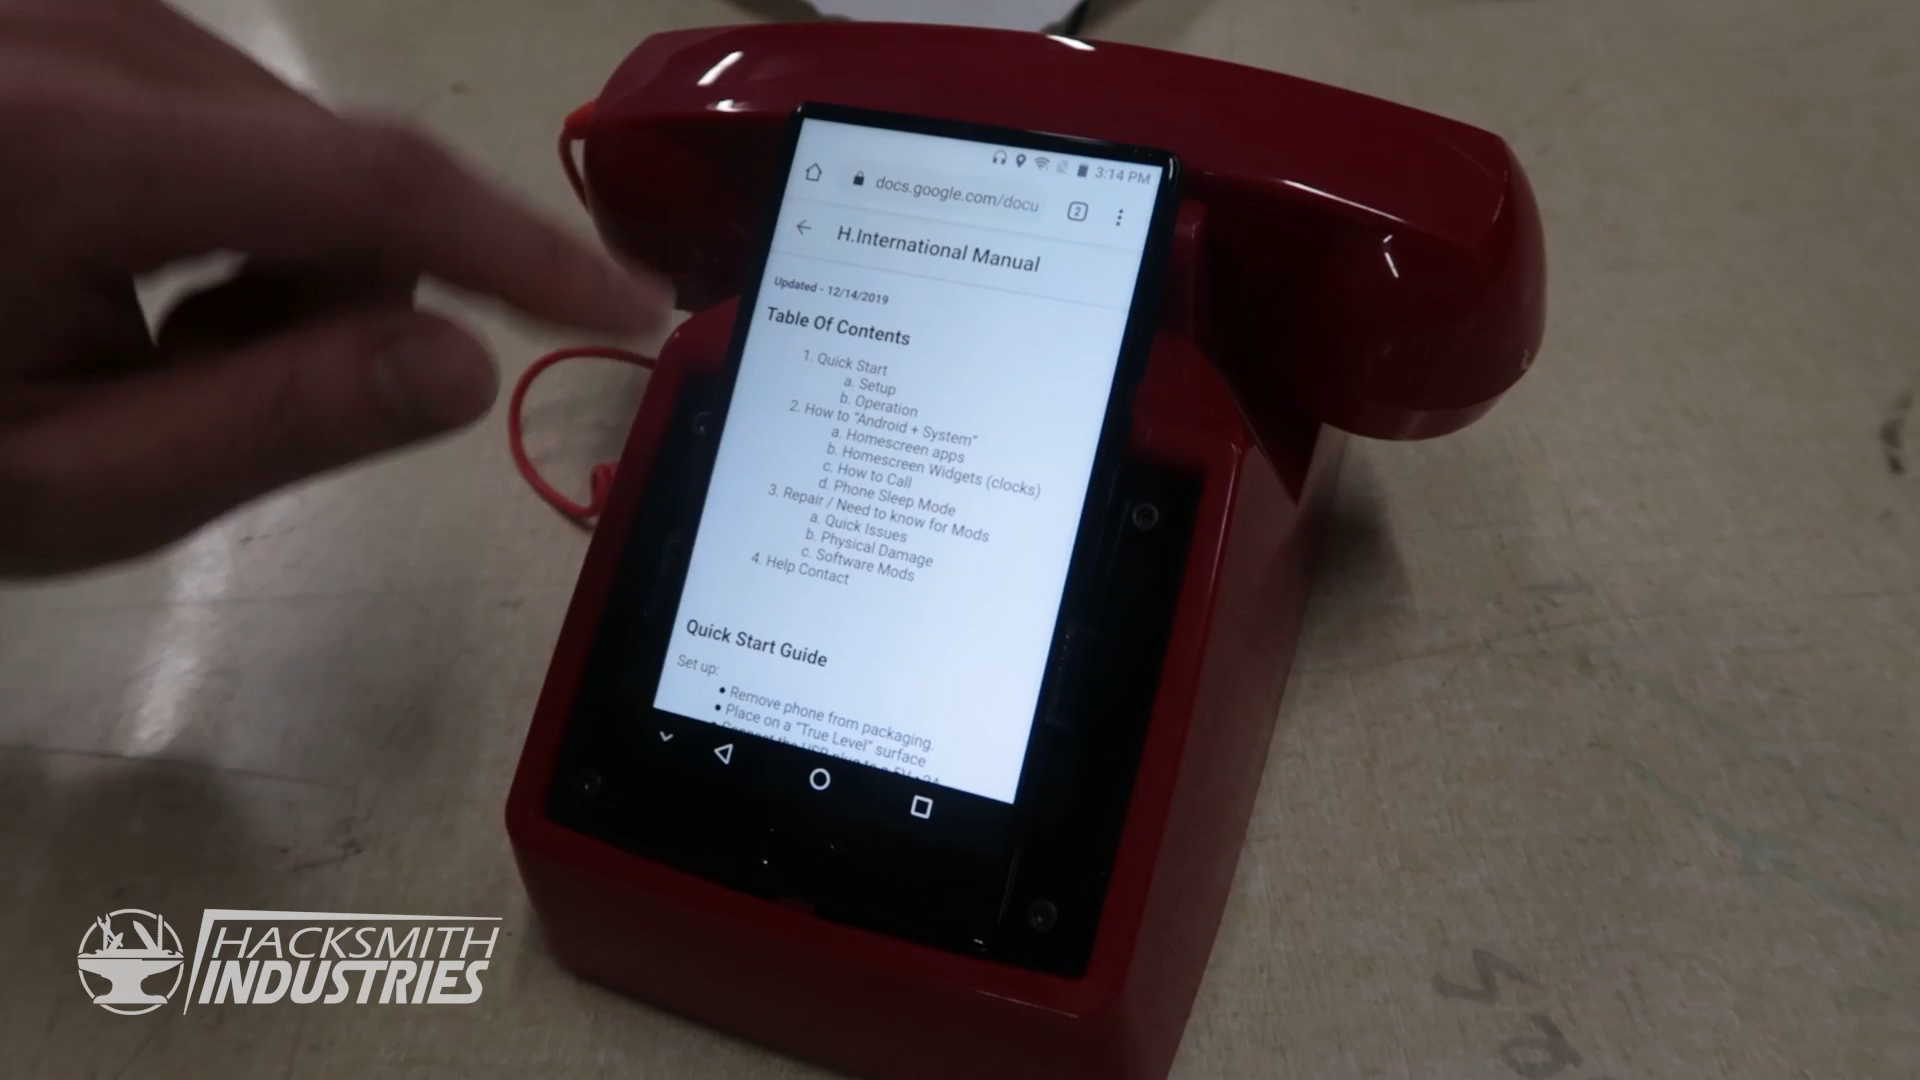 3:14 PM
docs.google.com/docu
2
H.International Manual
Updated - 12/14/2019
Table Of Contents
1. Quick Start
a. Setup
b. Operation
2. How to "Android + System"
a. Homescreen apps
b. Homescreen Widgets (clocks)
c. How to Call
d. Phone Sleep Mode
3. Repair / Need to know for Mods
a. Quick Issues
b. Physical Damage
c. Software Mods
4. Help Contact
Quick Start Guide
Set up:
• Remove phone from packaging.
• Place on a "True Level" surface
HACKSMITH
INDUSTRIES